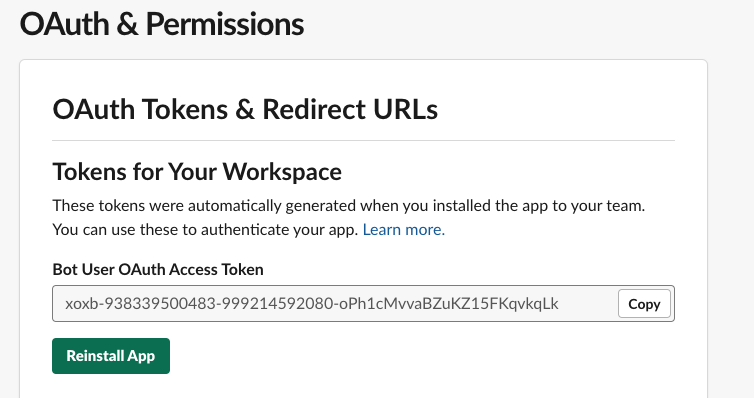 OAuth & Permissions
OAuth Tokens & Redirect URLs
Tokens for Your Workspace
These tokens were automatically generated when you installed the app to your team.
You can use these to authenticate your app. Learn more.
Bot User OAuth Access Token
xoxb-938339500483-999214592080-oPh1cMvvaBZuKZ15FKqvkqLk
Copy
Reinstall App